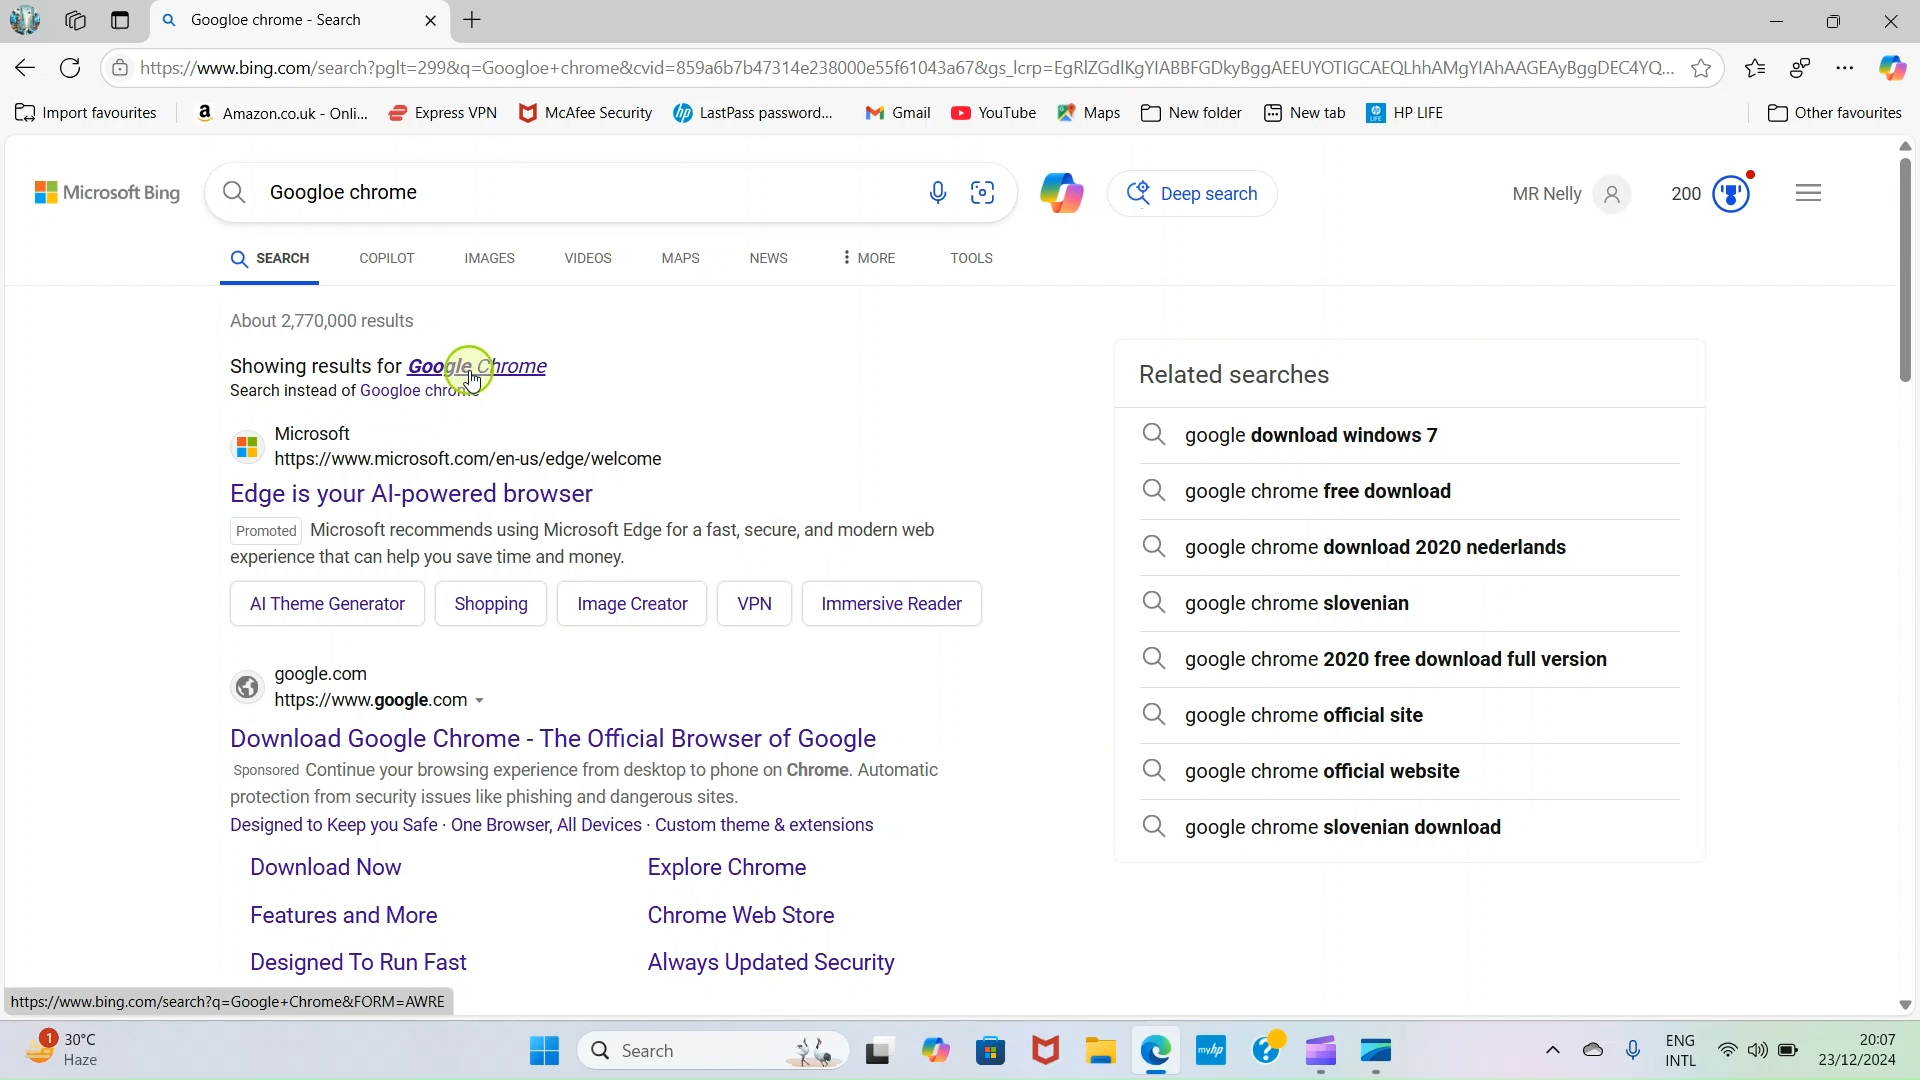 Googloe chrome - Search
https://www.bing.com/search?pglt=299&q=Googloe+chrome&cvid=859a6b7b47314e238000e55f61043a67&gs_lcrp=EgRlZGdlKgYIABBFGDkyBggAEEUYOTIGCAEQLhhAMgYIAhAAGEAyBggDEC4YQ...
Import favourites
Amazon.co.uk - Onli...
Express VPN
McAfee Security
LastPass password...
Gmail
YouTube
Maps
New folder
New tab
HP LIFE
Other favourites
Microsoft Bing
Googloe chrome
Deep search
MR Nelly
200
SEARCH
COPILOT
IMAGES
VIDEOS
MAPS
NEWS
MORE
TOOLS
About 2,770,000 results
Showing results for Google Chrome
Search instead of Googloe chrome
Microsoft
https://www.microsoft.com/en-us/edge/welcome
Edge is your AI-powered browser
Promoted Microsoft recommends using Microsoft Edge for a fast, secure, and modern web
experience that can help you save time and money.
AI Theme Generator
Shopping
Image Creator
VPN
Immersive Reader
google.com
https://www.google.com
Download Google Chrome - The Official Browser of Google
Sponsored Continue your browsing experience from desktop to phone on Chrome. Automatic
protection from security issues like phishing and dangerous sites.
Designed to Keep you Safe · One Browser, All Devices · Custom theme & extensions
Download Now
Explore Chrome
Features and More
Chrome Web Store
Designed To Run Fast
Always Updated Security
Related searches
google download windows 7
google chrome free download
google chrome download 2020 nederlands
google chrome slovenian
google chrome 2020 free download full version
google chrome official site
google chrome official website
google chrome slovenian download
https://www.bing.com/search?q=Google+Chrome&FORM=AWRE
1
30°C
Haze
Search
myhp
ENG
INTL
20:07
23/12/2024